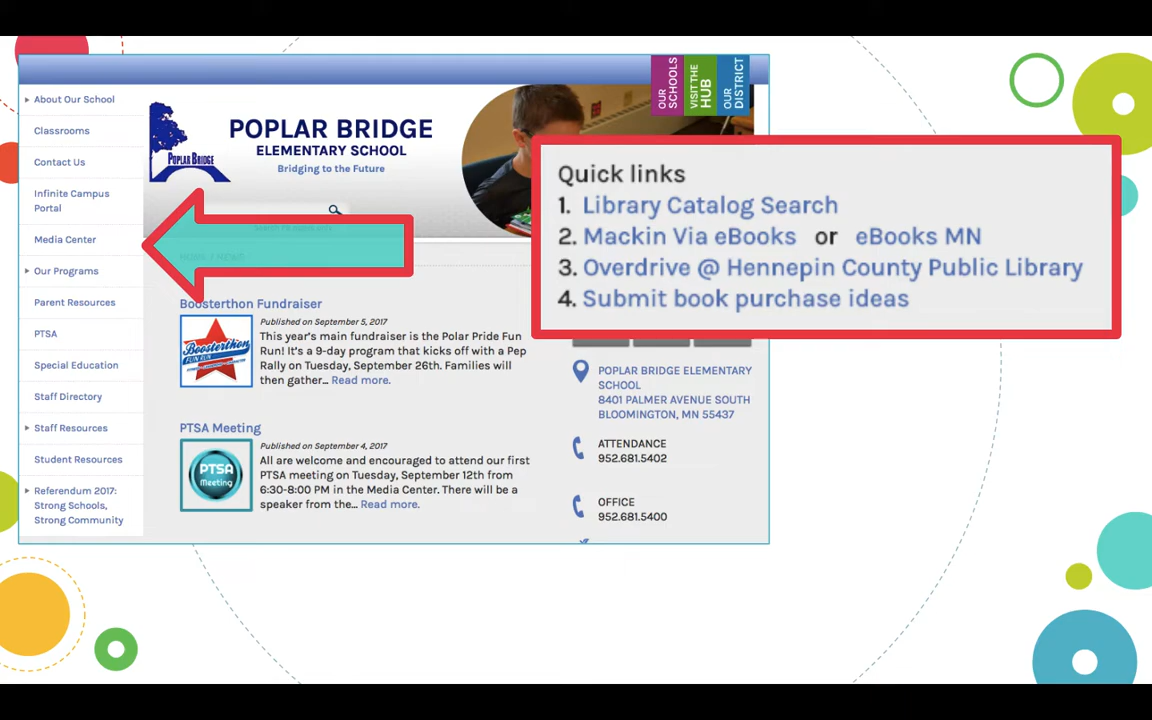 About Our School
Classrooms
Contact Us
Infinite Campus
Portal
Media Center
Our Programs
Parent Resources
PTSA
Special Education
Staff Directory
Staff Resources
Student Resources
Referendum 2017:
Strong Schools,
Strong Community
POPLAR BRIDGE
POPLAR BRIDGE
ELEMENTARY SCHOOL
Bridging to the Future
OUR
SCHOOLS
VISIT THE
HUB
OUR
DISTRICT
Quick links
1. Library Catalog Search
2. Mackin Via eBooks or eBooks MN
3. Overdrive @ Hennepin County Public Library
4. Submit book purchase ideas
Boosterthon Fundraiser
Boosterthon
FUN RUN
Published on September 5, 2017
This year's main fundraiser is the Polar Pride Fun
Run! It's a 9-day program that kicks off with a Pep
Rally on Tuesday, September 26th. Families will
then gather... Read more.
PTSA Meeting
PTSA
Meeting
Published on September 4, 2017
All are welcome and encouraged to attend our first
PTSA meeting on Tuesday, September 12th from
6:30-8:00 PM in the Media Center. There will be a
speaker from the... Read more.
POPLAR BRIDGE ELEMENTARY
SCHOOL
8401 PALMER AVENUE SOUTH
BLOOMINGTON, MN 55437
ATTENDANCE
952.681.5402
OFFICE
952.681.5400